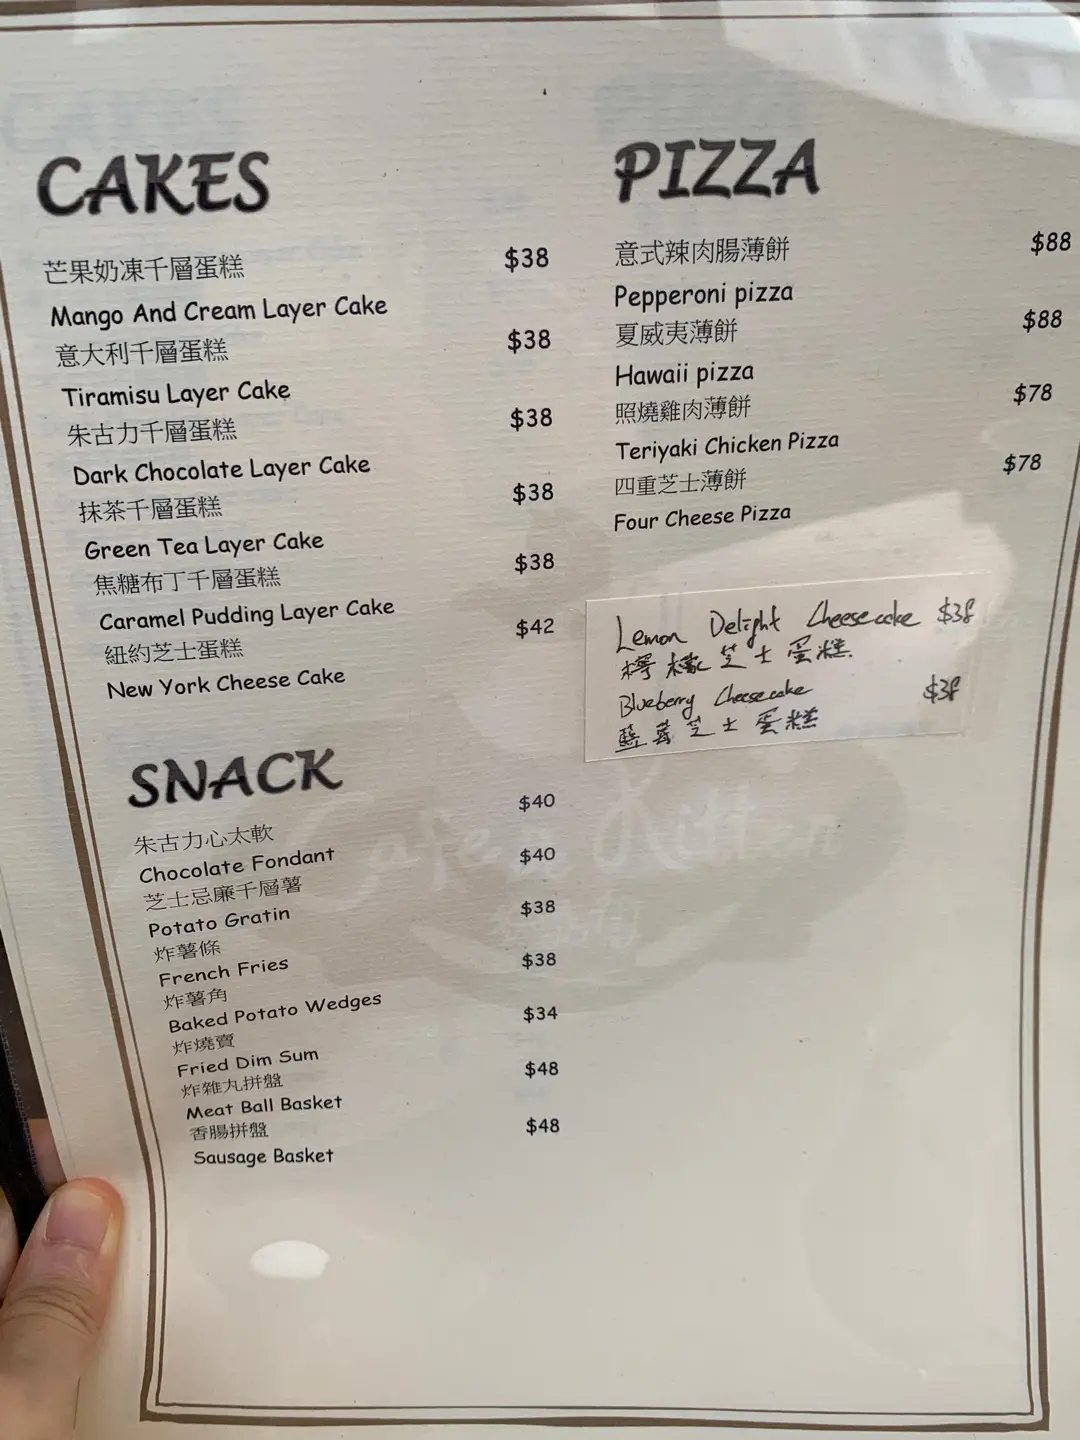 CAKES
芒果奶凍千層蛋糕 $38
Mango And Cream Layer Cake
意大利千層蛋糕 $38
Tiramisu Layer Cake
朱古力千層蛋糕 $38
Dark Chocolate Layer Cake
抹茶千層蛋糕 $38
Green Tea Layer Cake
焦糖布丁千層蛋糕 $38
Caramel Pudding Layer Cake
紐約芝士蛋糕 $42
New York Cheese Cake
SNACK
朱古力心太軟 $40
Chocolate Fondant
芝士忌廉千層薯 $40
Potato Gratin
炸薯條 $38
French Fries
炸薯角 $38
Baked Potato Wedges
炸燒賣 $34
Fried Dim Sum
炸雜丸拼盤 $48
Meat Ball Basket
香腸拼盤 $48
Sausage Basket
PIZZA
意式辣肉腸薄餅 $88
Pepperoni pizza
夏威夷薄餅 $88
Hawaii pizza
照燒雞肉薄餅 $78
Teriyaki Chicken Pizza
四重芝士薄餅 $78
Four Cheese Pizza
Lemon Delight Cheesecake $38
檸檬芝士蛋糕
Blueberry Cheesecake $38
藍莓芝士蛋糕